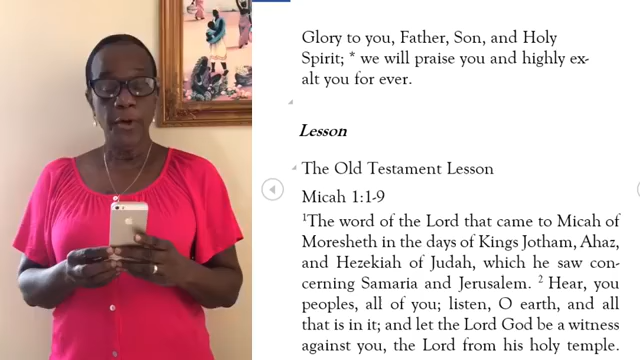 Glory to you, Father, Son, and Holy
Spirit; * we will praise you and highly ex-
alt you for ever.
Lesson
The Old Testament Lesson
Micah 1:1-9
¹The word of the Lord that came to Micah of
Moresheth in the days of Kings Jotham, Ahaz,
and Hezekiah of Judah, which he saw con-
cerning Samaria and Jerusalem. ² Hear, you
peoples, all of you; listen, O earth, and all
that is in it; and let the Lord God be a witness
against you, the Lord from his holy temple.